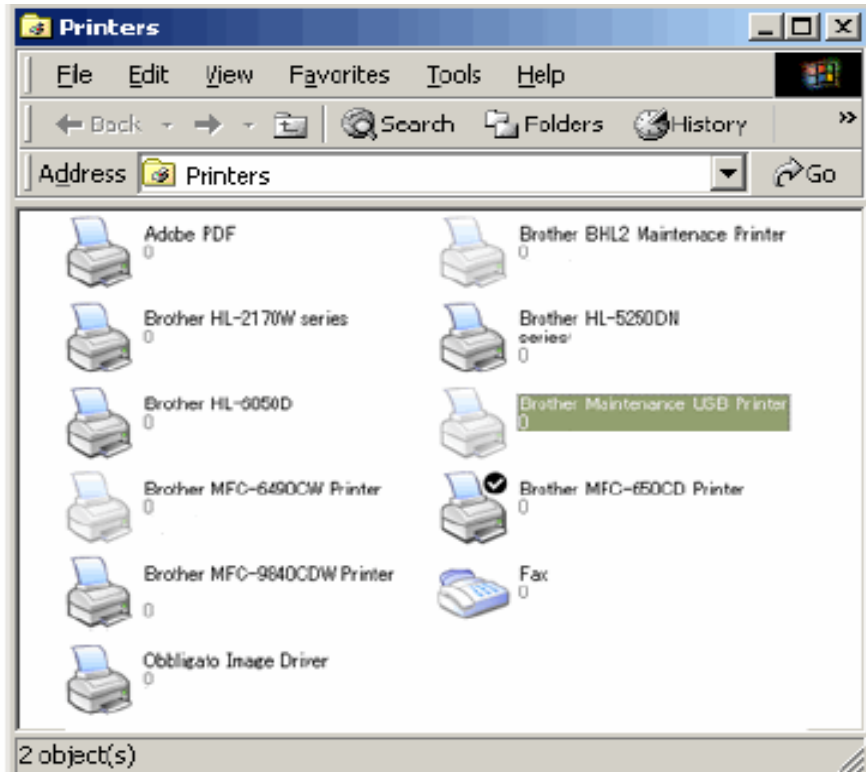 Printers
File Edit View Favorites Tools Help
Back Search Folders History »
Address Printers Go
Adobe PDF
0
Brother BHL2 Maintenace Printer
0
Brother HL-2170W series
0
Brother HL-5250DN
series
0
Brother HL-6050D
0
Brother Maintenance USB Printer
0
Brother MFC-6490CW Printer
0
Brother MFC-650CD Printer
0
Brother MFC-9840CDW Printer
0
Fax
0
Obbligato Image Driver
0
2 object(s)